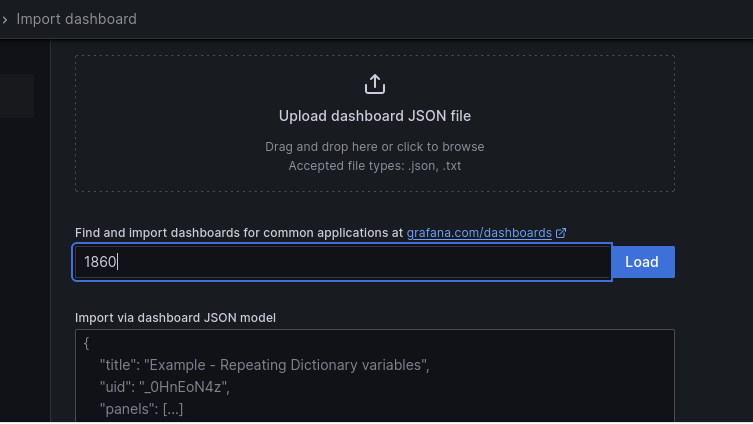 › Import dashboard
Upload dashboard JSON file
Drag and drop here or click to browse
Accepted file types: .json, .txt
Find and import dashboards for common applications at grafana.com/dashboards
1860
Load
Import via dashboard JSON model
{
"title": "Example - Repeating Dictionary variables",
"uid": "_0HnEoN4z",
"panels": [...]